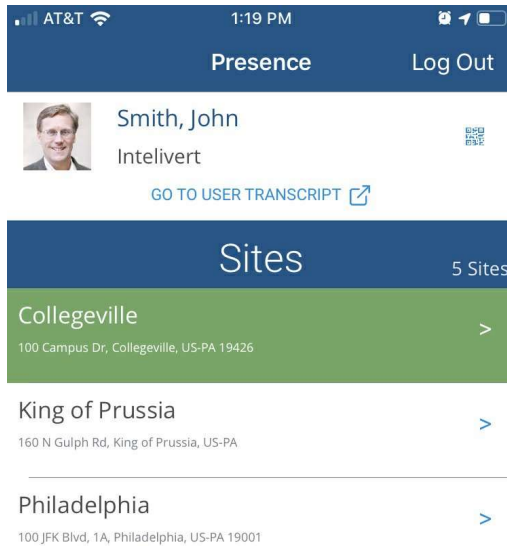 AT&T 1:19 PM
Presence Log Out
Smith, John
Intelivert
GO TO USER TRANSCRIPT
Sites 5 Sites
Collegeville
100 Campus Dr, Collegeville, US-PA 19426 >
King of Prussia
160 N Gulph Rd, King of Prussia, US-PA >
Philadelphia
100 JFK Blvd, 1A, Philadelphia, US-PA 19001 >